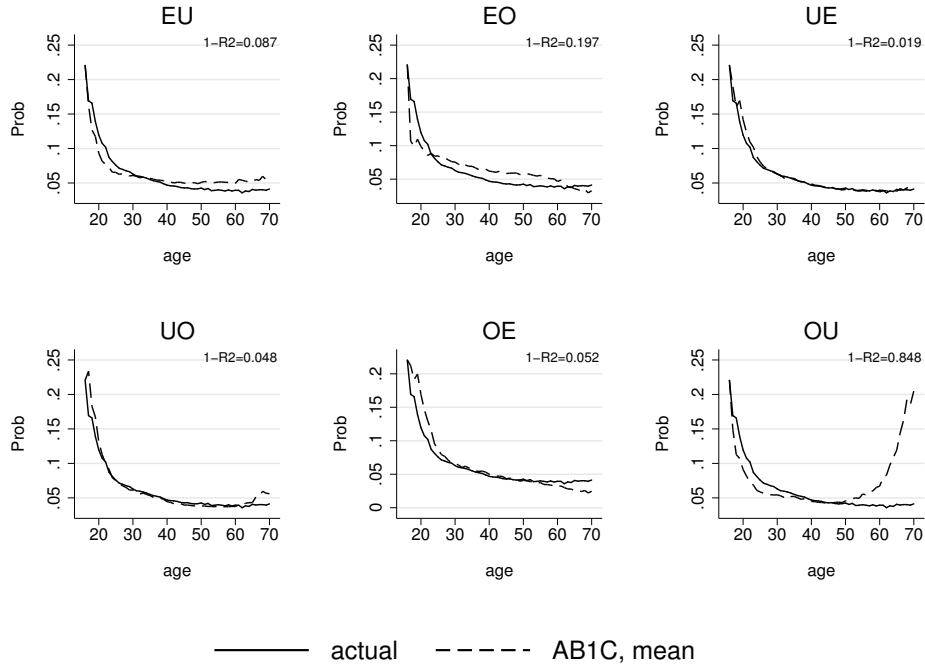 EU
1−R2=0.087
Prob
.25
.2
.15
.1
.05
20 30 40 50 60 70
age
EO
1−R2=0.197
Prob
.25
.2
.15
.1
.05
20 30 40 50 60 70
age
UE
1−R2=0.019
Prob
.25
.2
.15
.1
.05
20 30 40 50 60 70
age
UO
1−R2=0.048
Prob
.25
.2
.15
.1
.05
20 30 40 50 60 70
age
OE
1−R2=0.052
Prob
.2
.15
.1
.05
0
20 30 40 50 60 70
age
OU
1−R2=0.848
Prob
.25
.2
.15
.1
.05
20 30 40 50 60 70
age
actual
AB1C, mean